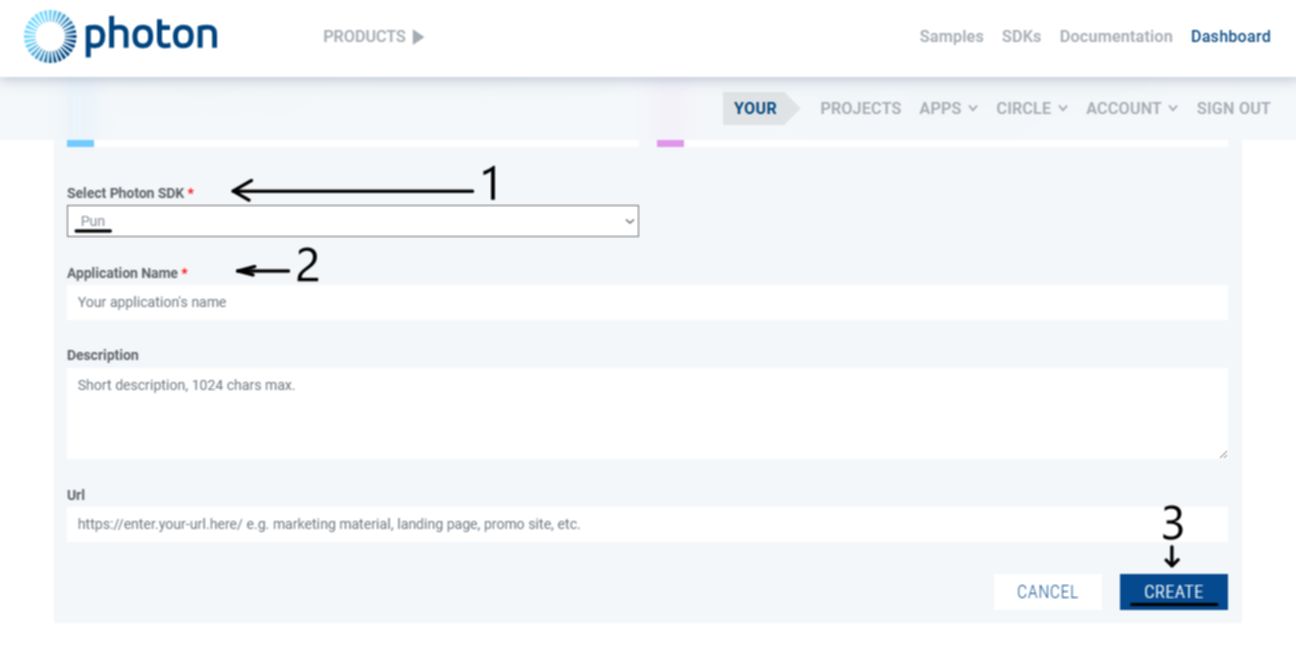 photon PRODUCTS Samples SDKs Documentation Dashboard
YOUR PROJECTS APPS CIRCLE ACCOUNT SIGN OUT
Select Photon SDK * 1
Pun
Application Name * 2
Your application's name
Description
Short description, 1024 chars max.
Url
https://enter.your-url.here/ e.g. marketing material, landing page, promo site, etc.
3
CANCEL CREATE